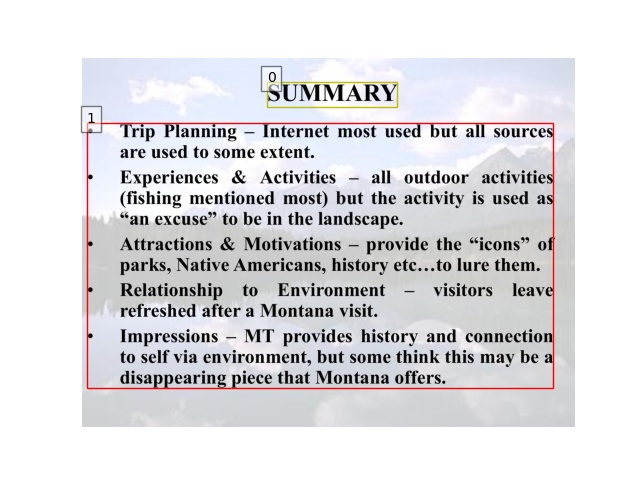 0
SUMMARY
1
• Trip Planning – Internet most used but all sources
are used to some extent.
• Experiences & Activities – all outdoor activities
(fishing mentioned most) but the activity is used as
“an excuse” to be in the landscape.
• Attractions & Motivations – provide the “icons” of
parks, Native Americans, history etc…to lure them.
• Relationship to Environment – visitors leave
refreshed after a Montana visit.
• Impressions – MT provides history and connection
to self via environment, but some think this may be a
disappearing piece that Montana offers.